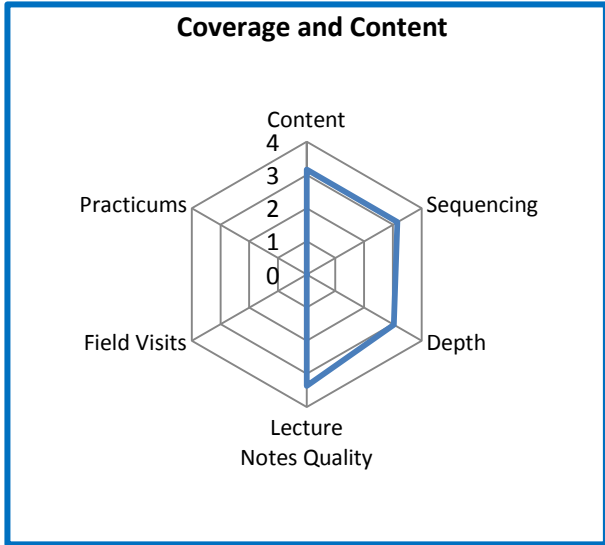 Coverage and Content
Content
4
3
2
1
0
Practicums
Sequencing
Field Visits
Depth
Lecture
Notes Quality